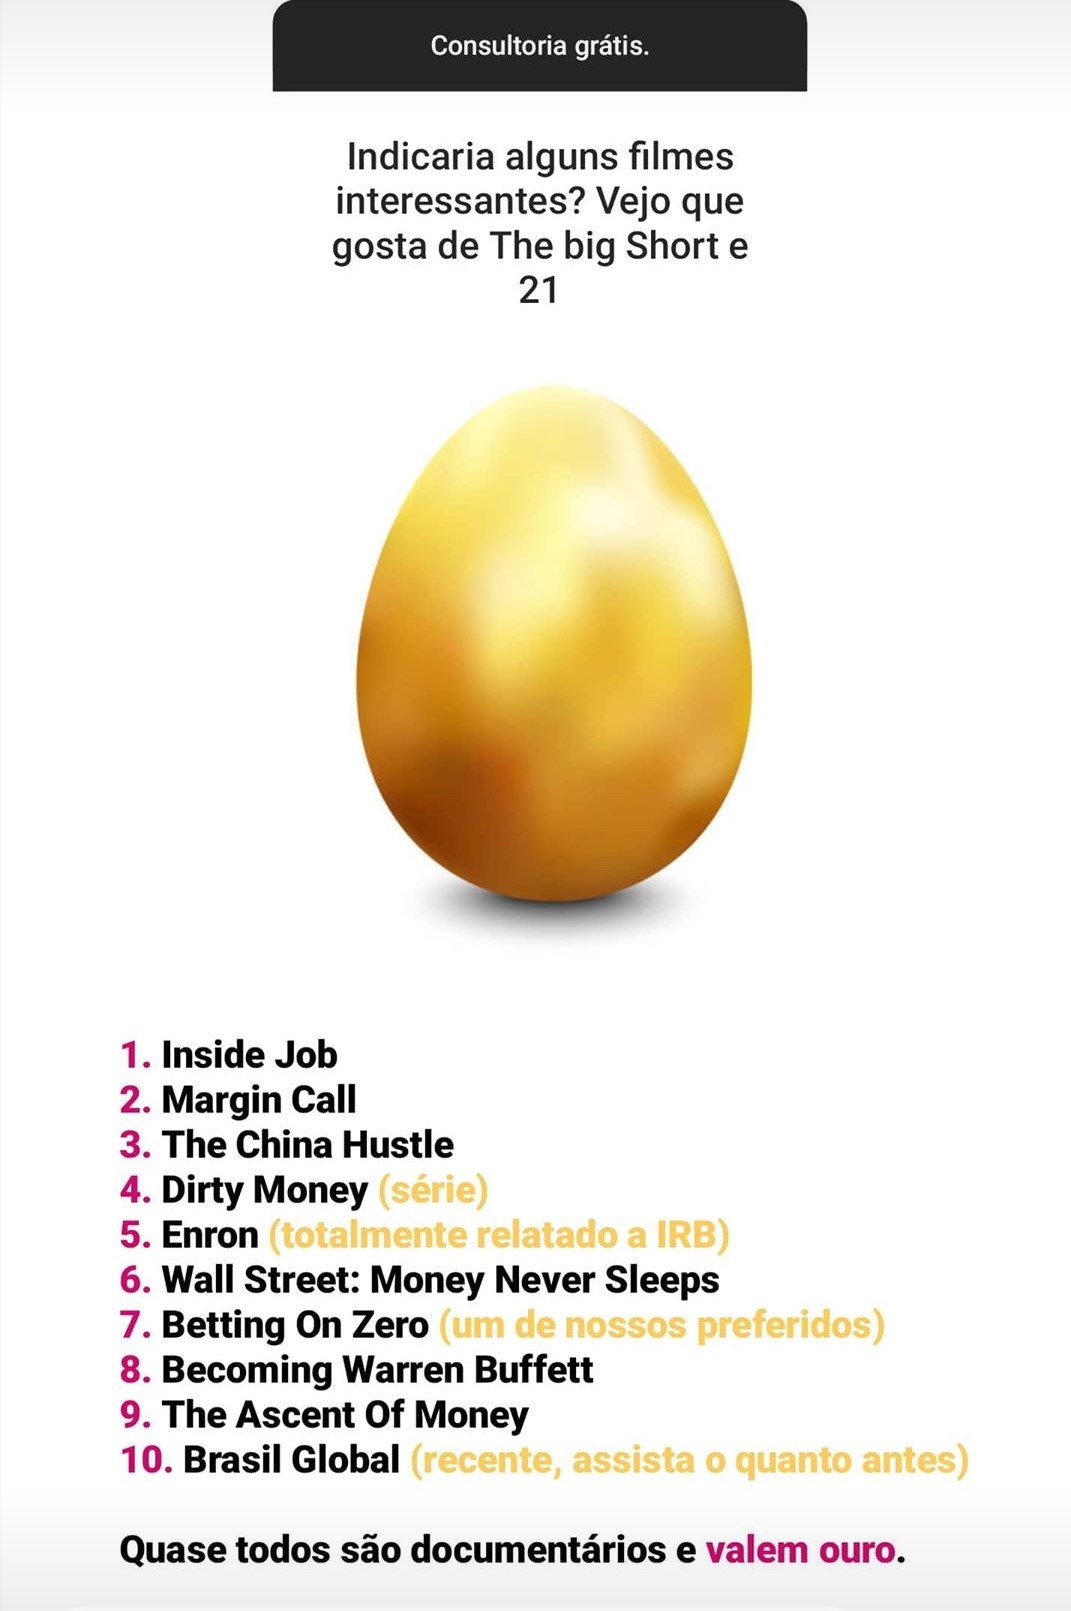 Consultoria grátis.
Indicaria alguns filmes
interessantes? Vejo que
gosta de The big Short e
21
1. Inside Job
2. Margin Call
3. The China Hustle
4. Dirty Money (série)
5. Enron (totalmente relatado a IRB)
6. Wall Street: Money Never Sleeps
7. Betting On Zero (um de nossos preferidos)
8. Becoming Warren Buffett
9. The Ascent Of Money
10. Brasil Global (recente, assista o quanto antes)
Quase todos são documentários e valem ouro.